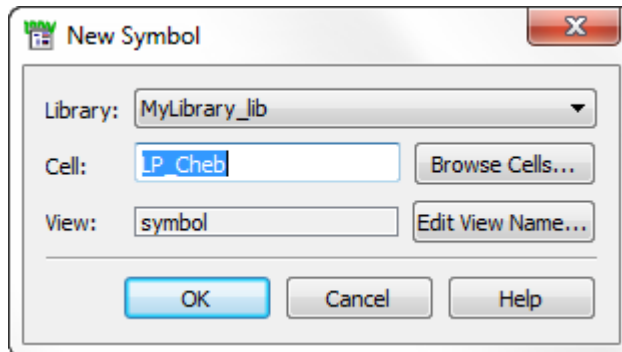 New Symbol
Library: MyLibrary_lib
Cell: LP_Cheb Browse Cells...
View: symbol Edit View Name...
OK Cancel Help